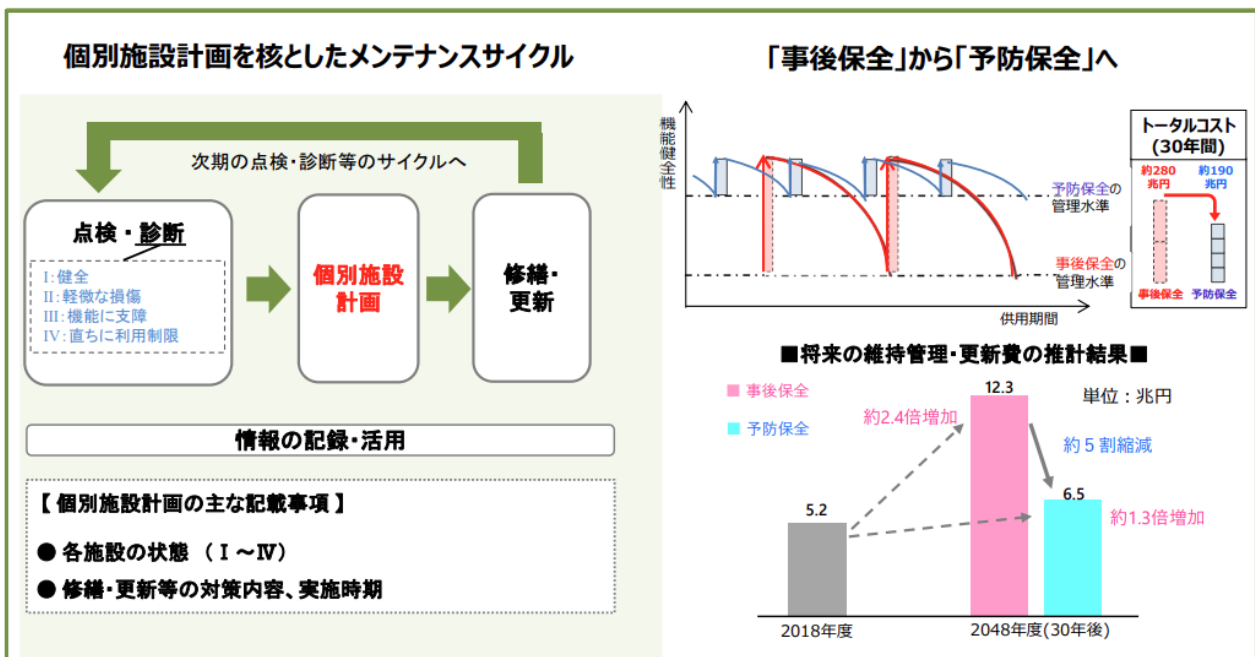 個別施設計画を核としたメンテナンスサイクル
次期の点検・診断等のサイクルへ
点検・診断
Ⅰ:健全
Ⅱ:軽微な損傷
Ⅲ:機能に支障
Ⅳ:直ちに利用制限
個別施設
計画
修繕・
更新
情報の記録・活用
【 個別施設計画の主な記載事項 】
● 各施設の状態 （Ⅰ～Ⅳ）
● 修繕・更新等の対策内容、実施時期
「事後保全」から「予防保全」へ
機能健全性
予防保全の
管理水準
事後保全の
管理水準
供用期間
トータルコスト
(30年間)
約280
兆円
約190
兆円
事後保全
予防保全
■将来の維持管理・更新費の推計結果■
事後保全
予防保全
単位：兆円
12.3
約2.4倍増加
約５割縮減
5.2
6.5
約1.3倍増加
2018年度
2048年度(30年後)